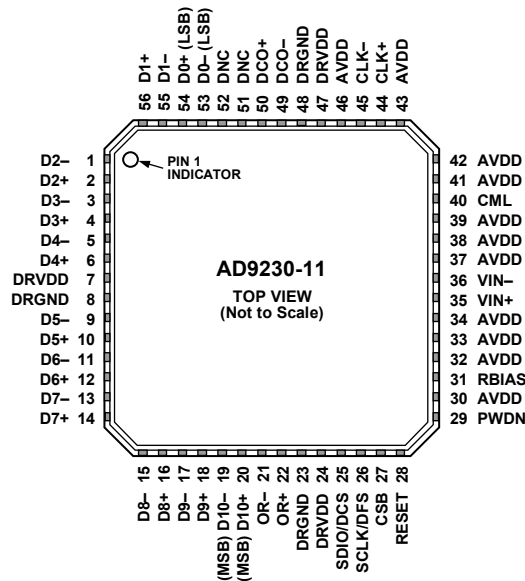 56 D1+
55 D1–
54 D0+ (LSB)
53 D0– (LSB)
52 DNC
51 DNC
50 DCO+
49 DCO–
48 DRGND
47 DRVDD
46 AVDD
45 CLK–
44 CLK+
43 AVDD
D2– 1
D2+ 2
D3– 3
D3+ 4
D4– 5
D4+ 6
DRVDD 7
DRGND 8
D5– 9
D5+ 10
D6– 11
D6+ 12
D7– 13
D7+ 14
PIN 1
INDICATOR
AD9230-11
TOP VIEW
(Not to Scale)
42 AVDD
41 AVDD
40 CML
39 AVDD
38 AVDD
37 AVDD
36 VIN–
35 VIN+
34 AVDD
33 AVDD
32 AVDD
31 RBIAS
30 AVDD
29 PWDN
D8– 15
D8+ 16
D9– 17
D9+ 18
(MSB) D10– 19
(MSB) D10+ 20
OR– 21
OR+ 22
DRGND 23
DRVDD 24
SDIO/DCS 25
SCLK/DFS 26
CSB 27
RESET 28